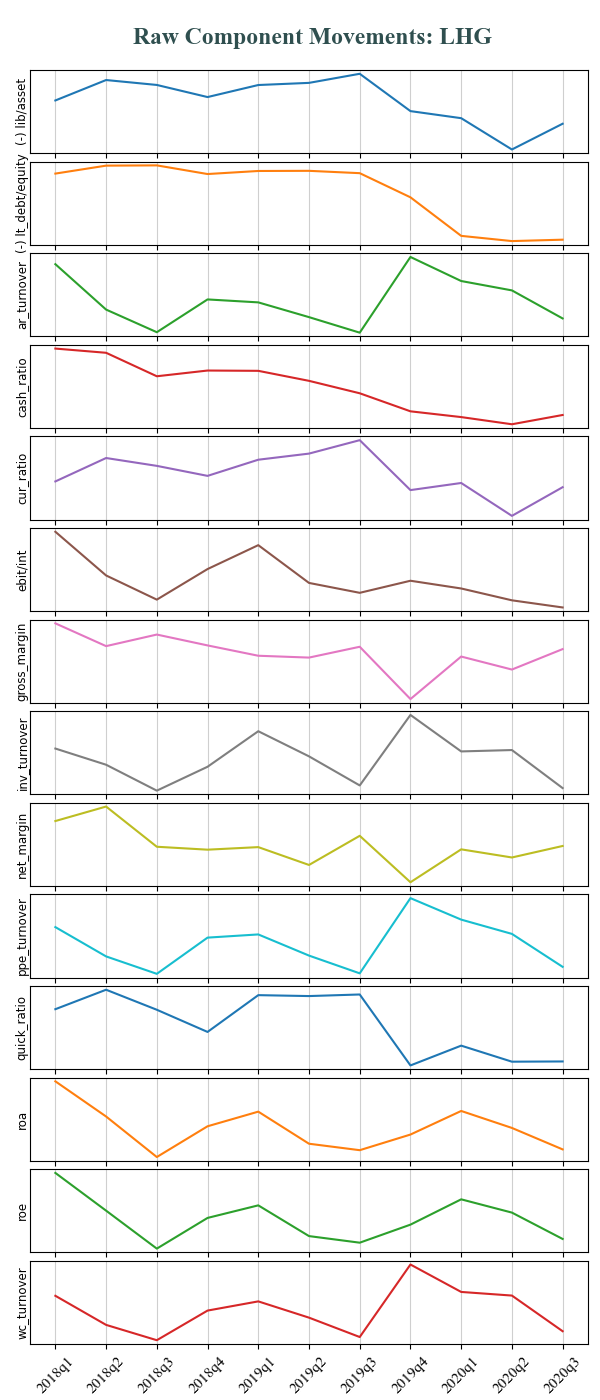 Raw Component Movements: LHG
(-) lib/asset
(-) lt_debt/equity
ar_turnover
cash_ratio
cur_ratio
ebit/int
gross_margin
inv_turnover
net_margin
ppe_turnover
quick_ratio
roa
roe
wc_turnover
2018q1 2018q2 2018q3 2018q4 2019q1 2019q2 2019q3 2019q4 2020q1 2020q2 2020q3